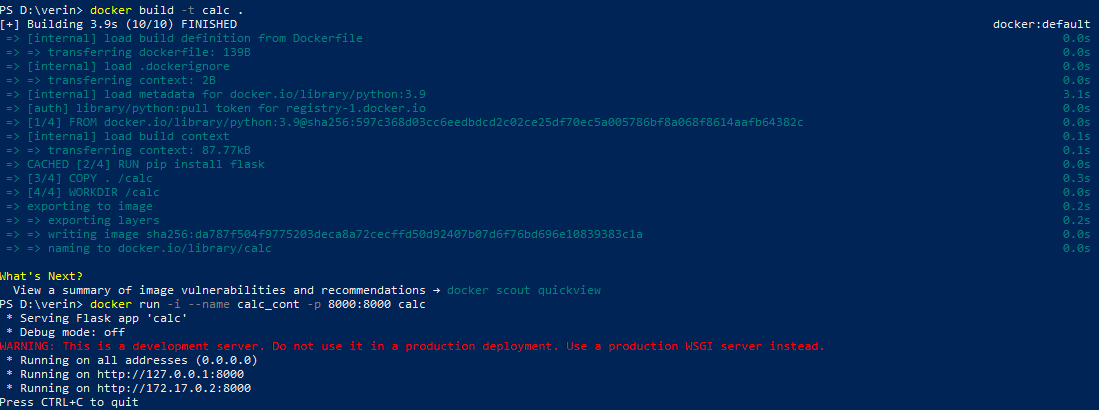 PS D:\verin> docker build -t calc .
[+] Building 3.9s (10/10) FINISHED docker:default
=> [internal] load build definition from Dockerfile 0.0s
=> => transferring dockerfile: 139B 0.0s
=> [internal] load .dockerignore 0.0s
=> => transferring context: 2B 0.0s
=> [internal] load metadata for docker.io/library/python:3.9 3.1s
=> [auth] library/python:pull token for registry-1.docker.io 0.0s
=> [1/4] FROM docker.io/library/python:3.9@sha256:597c368d03cc6eedbdcd2c02ce25df70ec5a005786bf8a068f8614aafb64382c 0.0s
=> [internal] load build context 0.1s
=> => transferring context: 87.77kB 0.1s
=> CACHED [2/4] RUN pip install flask 0.0s
=> [3/4] COPY . /calc 0.3s
=> [4/4] WORKDIR /calc 0.0s
=> exporting to image 0.2s
=> => exporting layers 0.2s
=> => writing image sha256:da787f504f9775203deca8a72cecffd50d92407b07d6f76bd696e10839383c1a 0.0s
=> => naming to docker.io/library/calc 0.0s
What's Next?
View a summary of image vulnerabilities and recommendations → docker scout quickview
PS D:\verin> docker run -i --name calc_cont -p 8000:8000 calc
* Serving Flask app 'calc'
* Debug mode: off
WARNING: This is a development server. Do not use it in a production deployment. Use a production WSGI server instead.
* Running on all addresses (0.0.0.0)
* Running on http://127.0.0.1:8000
* Running on http://172.17.0.2:8000
Press CTRL+C to quit